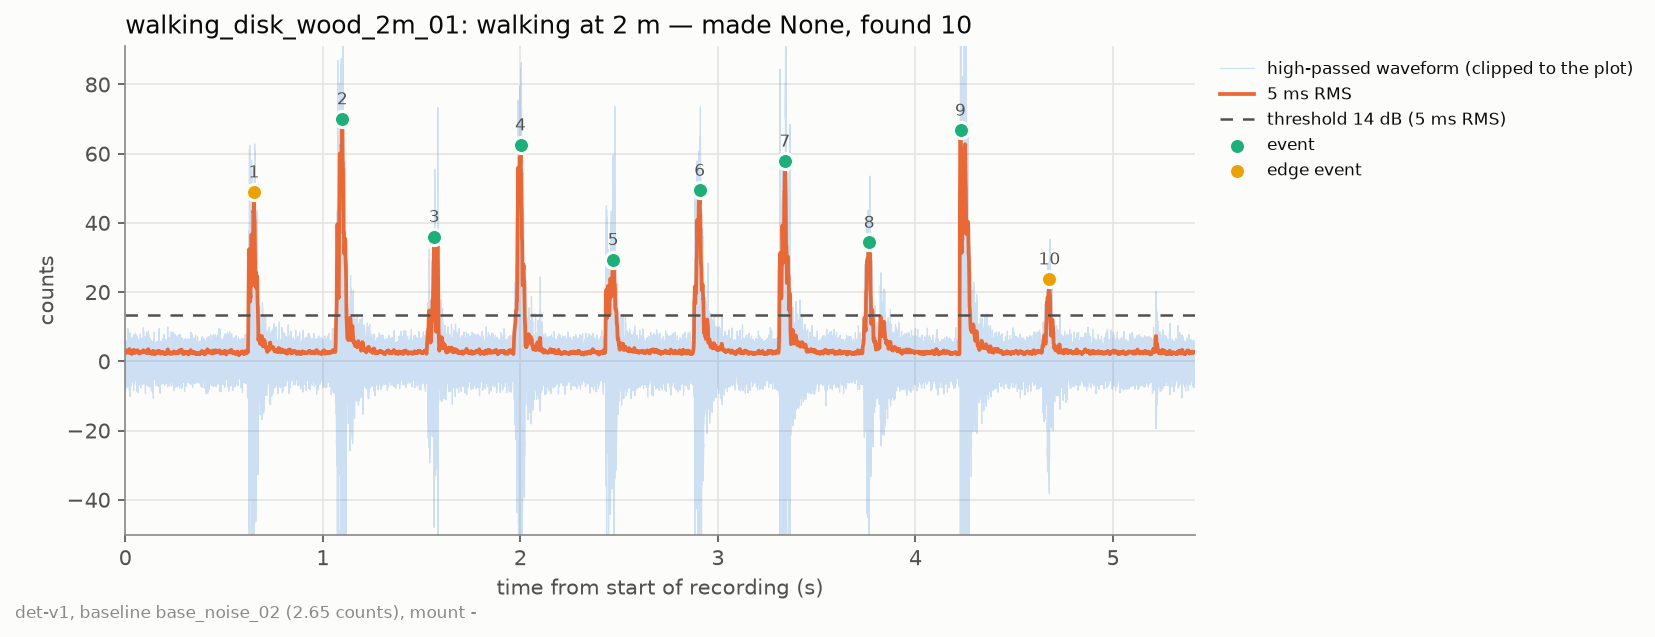 walking_disk_wood_2m_01: walking at 2 m — made None, found 10
high-passed waveform (clipped to the plot)
5 ms RMS
threshold 14 dB (5 ms RMS)
event
edge event
counts
80
60
40
20
0
−20
−40
1
2
3
4
5
6
7
8
9
10
0
1
2
3
4
5
time from start of recording (s)
det-v1, baseline base_noise_02 (2.65 counts), mount -